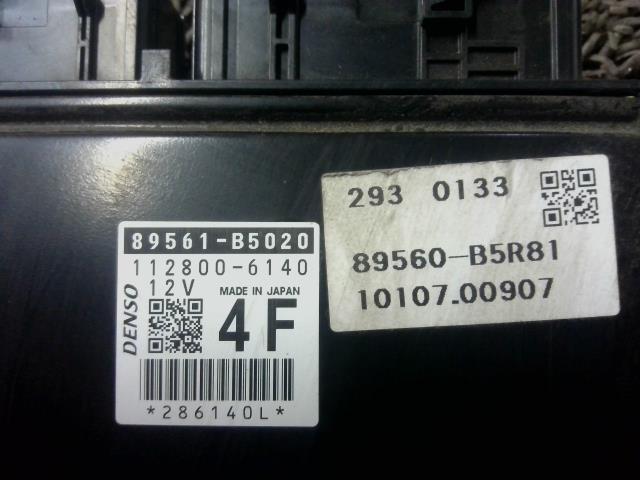 89561-B5020
112800-6140
12V MADE IN JAPAN
DENSO
4F
*286140L*
293 0133
89560-B5R81
10107-00907